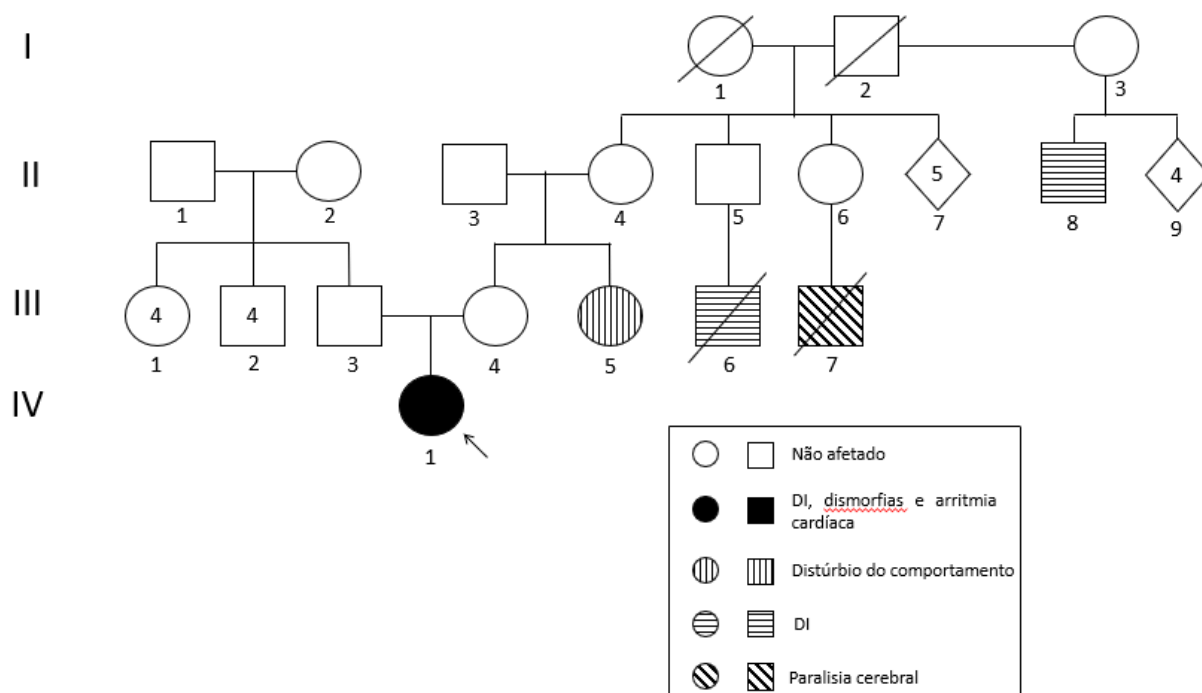 I
1 2 3
II
5 4
1 2 3 4 5 6 7 8 9
III
4 4
1 2 3 4 5 6 7
IV
1
Não afetado
DI, dismorfias e arritmia
cardíaca
Distúrbio do comportamento
DI
Paralisia cerebral